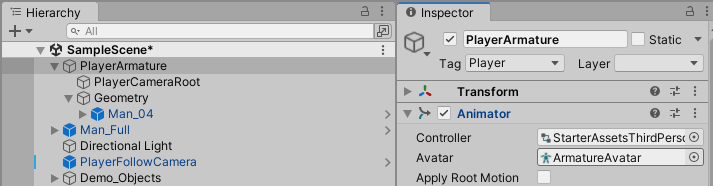 Hierarchy
All
SampleScene*
PlayerArmature
PlayerCameraRoot
Geometry
Man_04
Man_Full
Directional Light
PlayerFollowCamera
Demo_Objects
Inspector
PlayerArmature
Static
Tag Player Layer
Transform
Animator
Controller StarterAssetsThirdPerso
Avatar ArmatureAvatar
Apply Root Motion